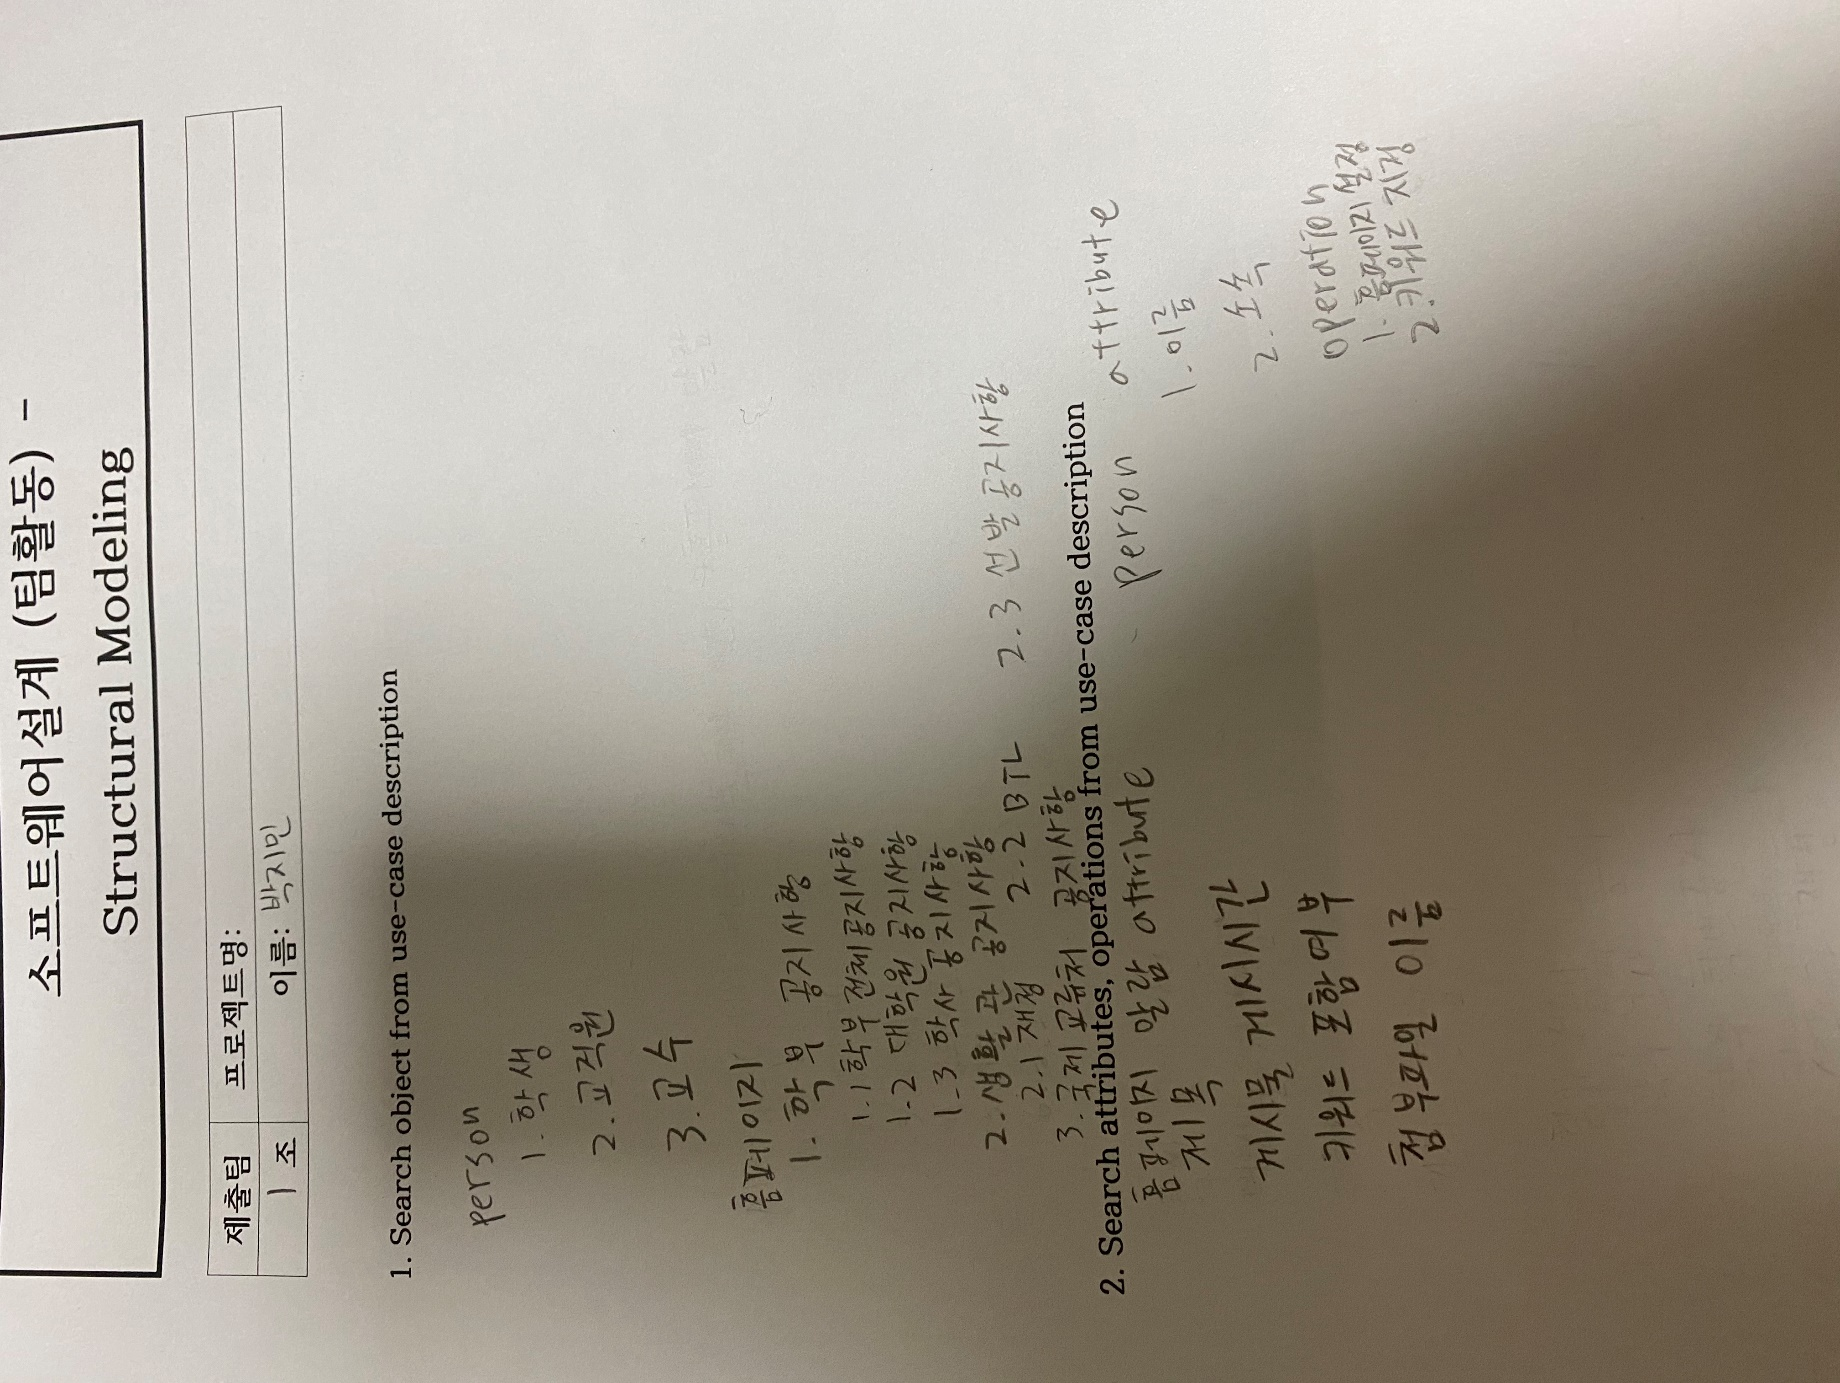 소프트웨어설계 (팀활동) -
Structural Modeling
제출팀 프로젝트명:
1 조 이름: 박지민
1. Search object from use-case description
person
1. 학생
2. 교직원
3. 교수
홈페이지
1. 학부 공지사항
1.1 학부 전체공지사항
1.2 대학원 공지사항
1.3 학사 공지사항
2. 생활관 공지사항
2.1 재정 2.2 BTL 2.3 선발 공지사항
3. 국제교류처 공지사항
2. Search attributes, operations from use-case description
홈페이지 알람 attribute
제목
게시물 게시시간
키워드 포함여부
첨부파일 이름
person attribute
1. 이름
2. 소속
operation
1. 홈페이지 설정
2. 키워드 지정